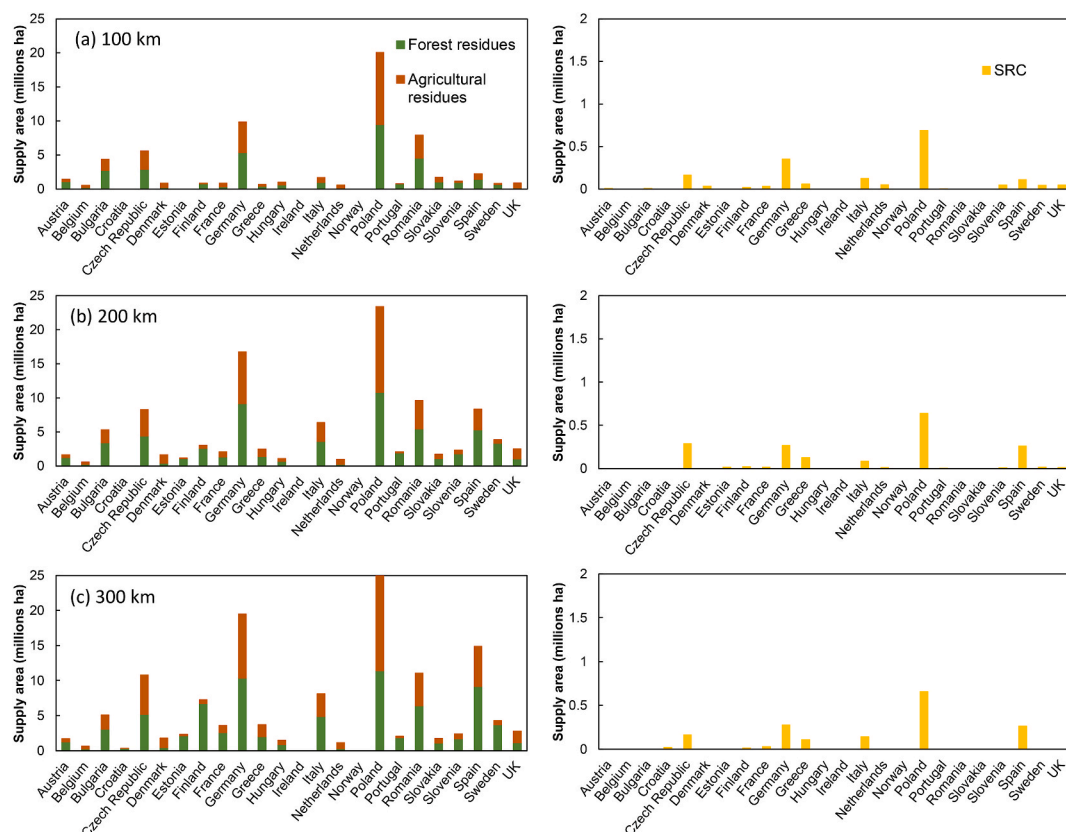 (a) 100 km
Supply area (millions ha)
25
20
15
10
5
0
Forest residues
Agricultural
residues
Austria
Belgium
Bulgaria
Croatia
Czech Republic
Denmark
Estonia
Finland
France
Germany
Greece
Hungary
Ireland
Italy
Netherlands
Norway
Poland
Portugal
Romania
Slovakia
Slovenia
Spain
Sweden
UK
Supply area (millions ha)
2
1.5
1
0.5
0
SRC
Austria
Belgium
Bulgaria
Croatia
Czech Republic
Denmark
Estonia
Finland
France
Germany
Greece
Hungary
Ireland
Italy
Netherlands
Norway
Poland
Portugal
Romania
Slovakia
Slovenia
Spain
Sweden
UK
(b) 200 km
Supply area (millions ha)
25
20
15
10
5
0
Austria
Belgium
Bulgaria
Croatia
Czech Republic
Denmark
Estonia
Finland
France
Germany
Greece
Hungary
Ireland
Italy
Netherlands
Norway
Poland
Portugal
Romania
Slovakia
Slovenia
Spain
Sweden
UK
Supply area (millions ha)
2
1.5
1
0.5
0
Austria
Belgium
Bulgaria
Croatia
Czech Republic
Denmark
Estonia
Finland
France
Germany
Greece
Hungary
Ireland
Italy
Netherlands
Norway
Poland
Portugal
Romania
Slovakia
Slovenia
Spain
Sweden
UK
(c) 300 km
Supply area (millions ha)
25
20
15
10
5
0
Austria
Belgium
Bulgaria
Croatia
Czech Republic
Denmark
Estonia
Finland
France
Germany
Greece
Hungary
Ireland
Italy
Netherlands
Norway
Poland
Portugal
Romania
Slovakia
Slovenia
Spain
Sweden
UK
Supply area (millions ha)
2
1.5
1
0.5
0
Austria
Belgium
Bulgaria
Croatia
Czech Republic
Denmark
Estonia
Finland
France
Germany
Greece
Hungary
Ireland
Italy
Netherlands
Norway
Poland
Portugal
Romania
Slovakia
Slovenia
Spain
Sweden
UK